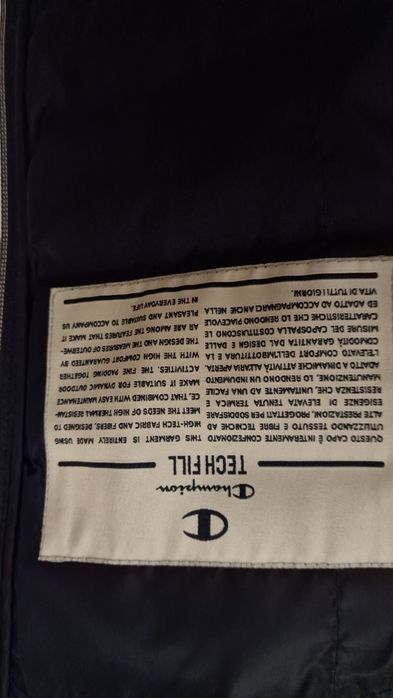 Champion
TECH FILL
QUESTO CAPO È INTERAMENTE CONFEZIONATO
UTILIZZANDO TESSUTO E FIBRE TECNICHE AD
ALTE PRESTAZIONI, PROGETTATI PER SODDISFARE
ESIGENZE DI ELEVATA TENUTA TERMICA E
RESISTENZA CHE, UNITAMENTE AD UNA FACILE
MANUTENZIONE, LO RENDONO UN INDUMENTO
ADATTO A DINAMICHE ATTIVITÀ ALL'ARIA APERTA.
L'ELEVATO COMFORT DELL'IMBOTTITURA E LA
COMODITÀ GARANTITA DAL DESIGN E DALLE
MISURE DEL CAPOSPALLA COSTITUISCONO
CARATTERISTICHE CHE LO RENDONO PIACEVOLE
ED ADATTO AD ACCOMPAGNARCI ANCHE NELLA
VITA DI TUTTI I GIORNI.
THIS GARMENT IS ENTIRELY MADE USING
HIGH-TECH FABRIC AND FIBRES, DESIGNED TO
MEET THE NEEDS OF HIGH THERMAL RESISTAN-
CE, THAT COMBINED WITH EASY MAINTENANCE
MAKE IT SUITABLE FOR DYNAMIC OUTDOOR
ACTIVITIES. THE FINE PADDING TOGETHER
WITH THE HIGH COMFORT GUARANTEED BY
THE DESIGN AND THE MEASURES OF OUTERWE-
AR ARE AMONG THE FEATURES THAT MAKE IT
PLEASANT AND SUITABLE TO ACCOMPANY US
IN THE EVERYDAY LIFE.